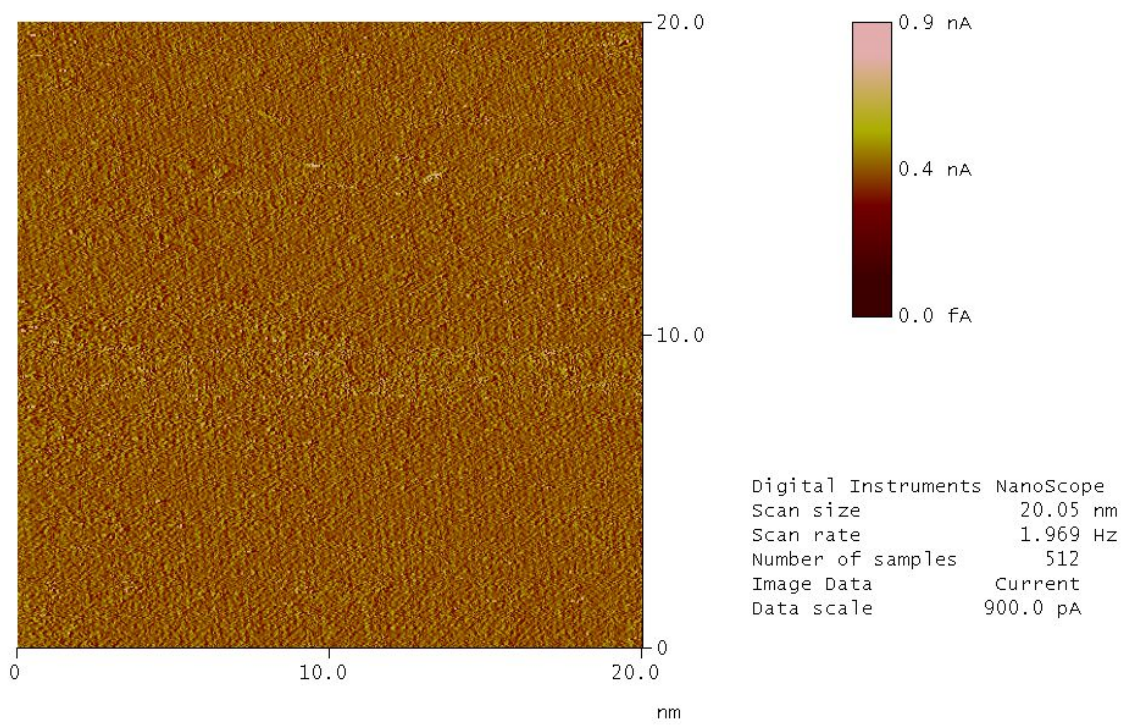 20.0
10.0
0
0
10.0
20.0
nm
0.9 nA
0.4 nA
0.0 fA
Digital Instruments NanoScope
Scan size 20.05 nm
Scan rate 1.969 Hz
Number of samples 512
Image Data Current
Data scale 900.0 pA